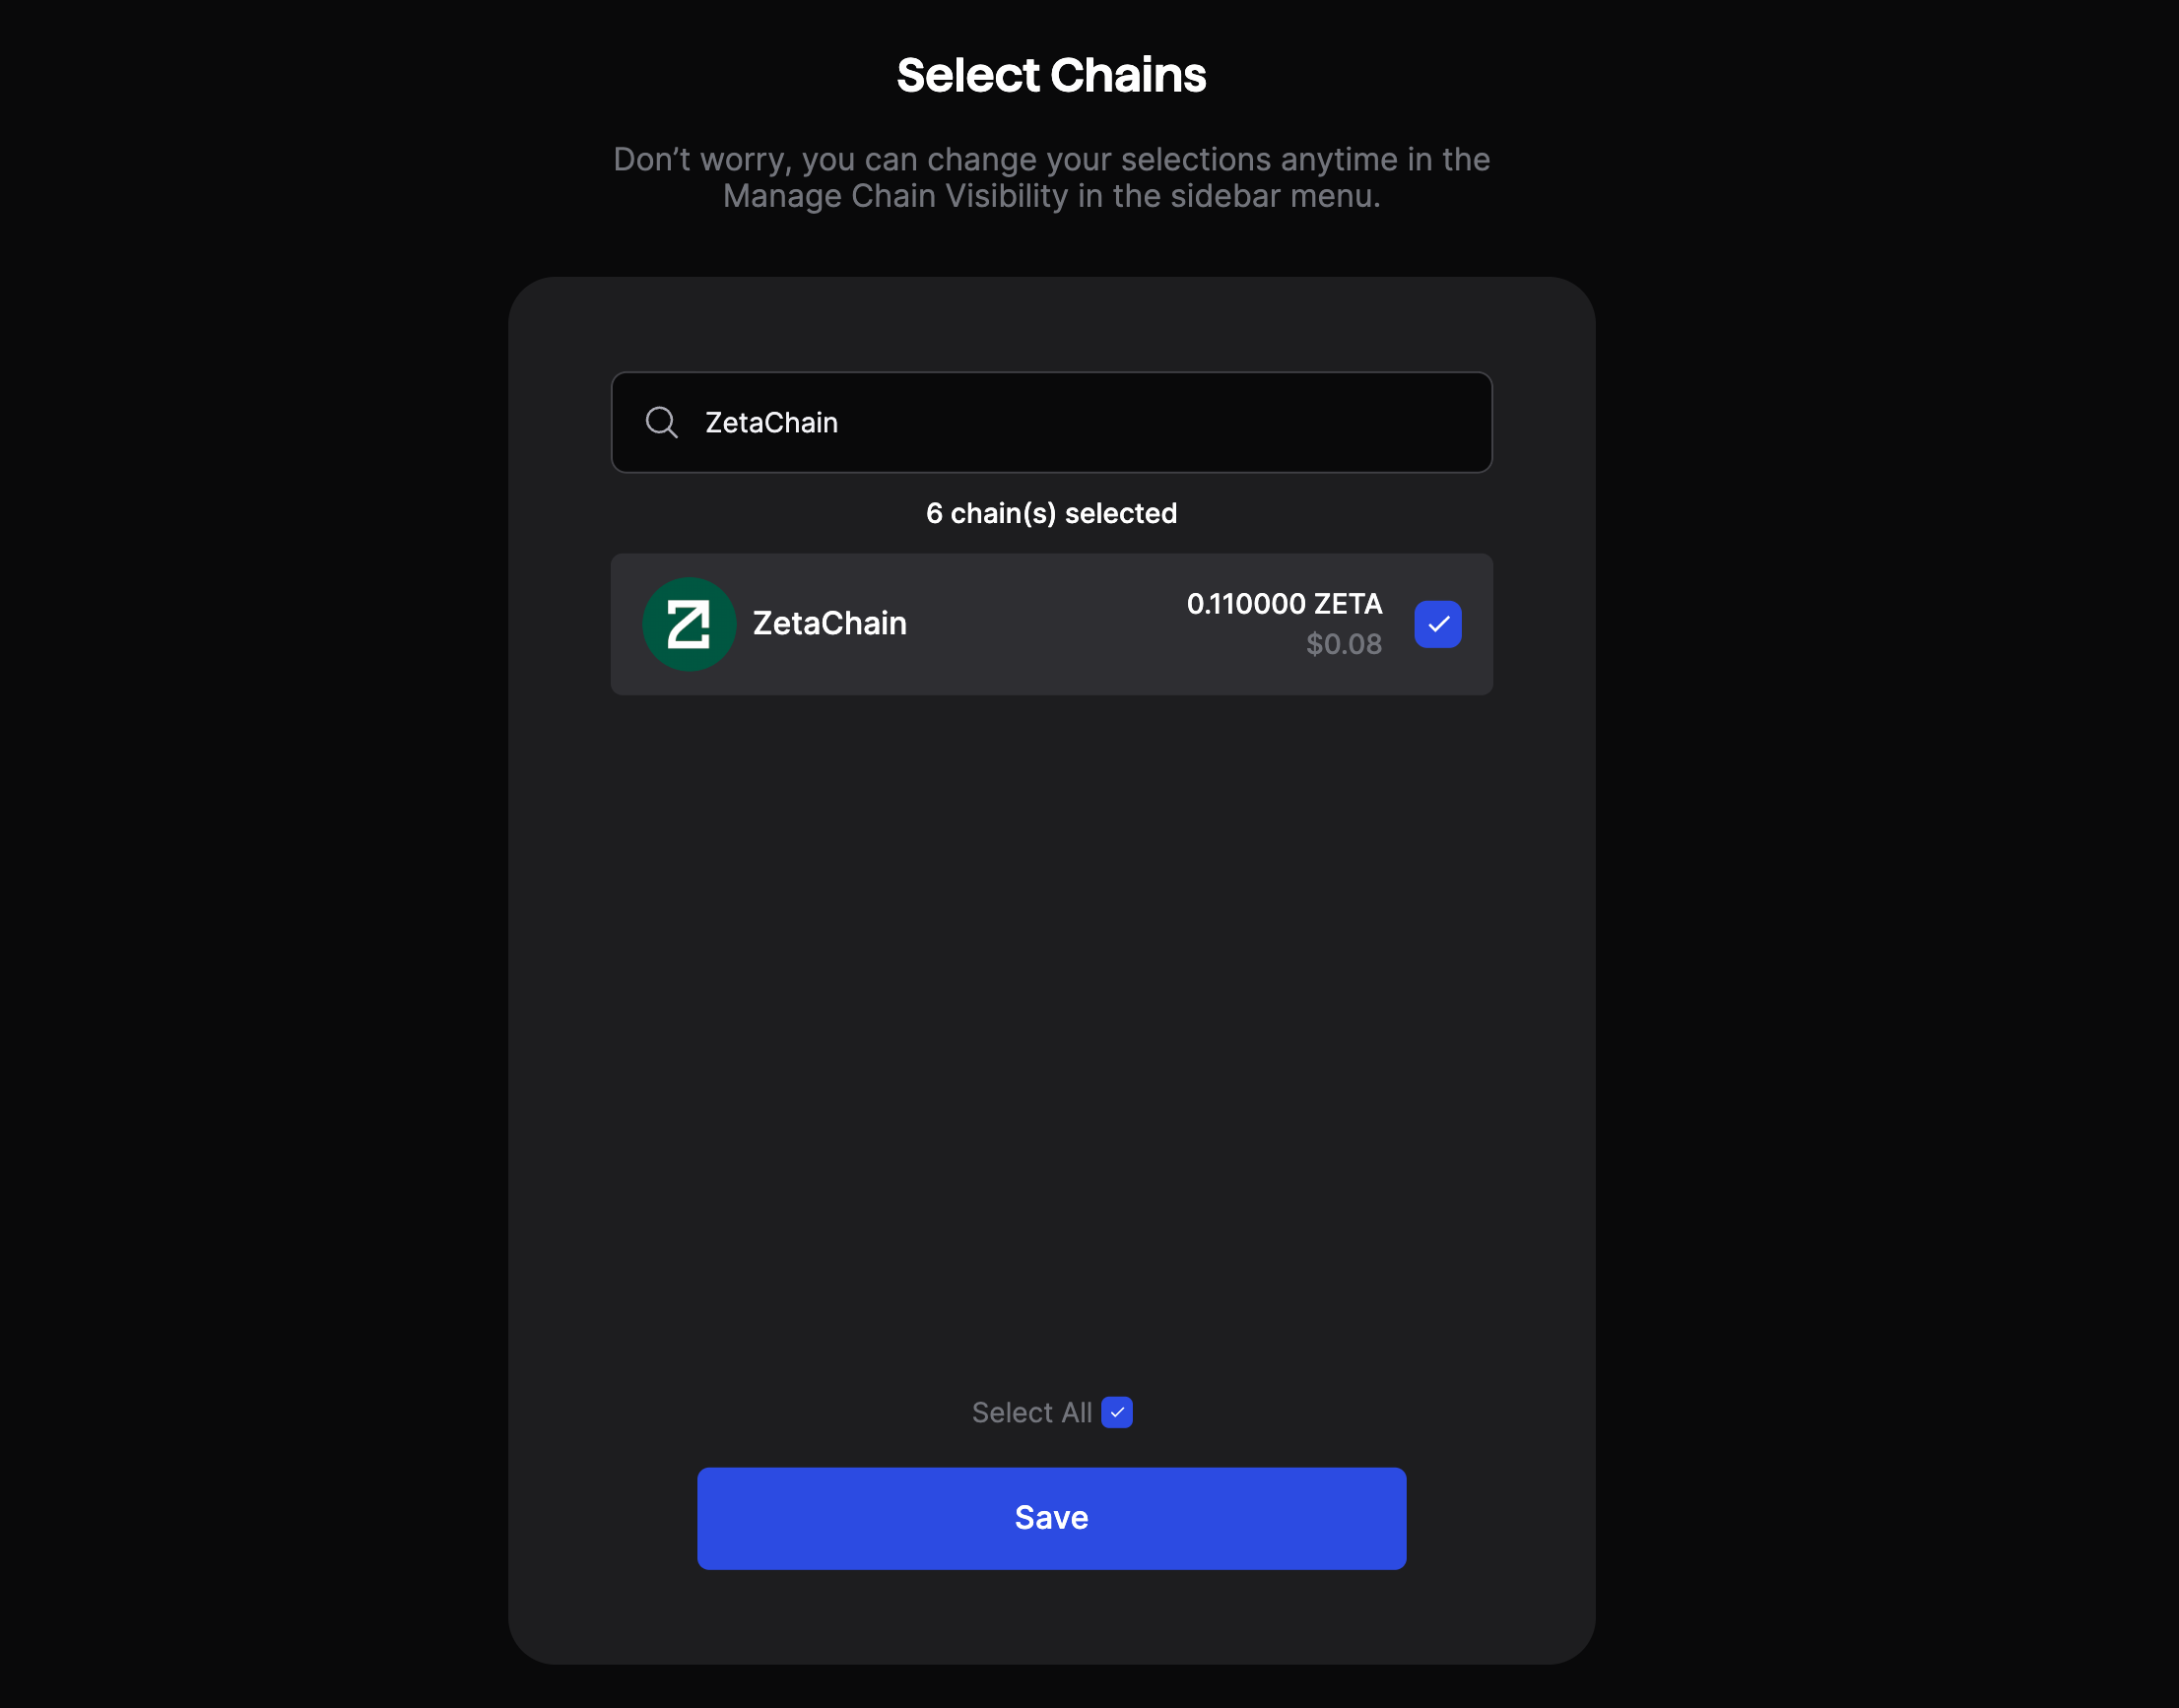 Select Chains
Don’t worry, you can change your selections anytime in the
Manage Chain Visibility in the sidebar menu.
ZetaChain
6 chain(s) selected
ZetaChain
0.110000 ZETA
$0.08
Select All
Save